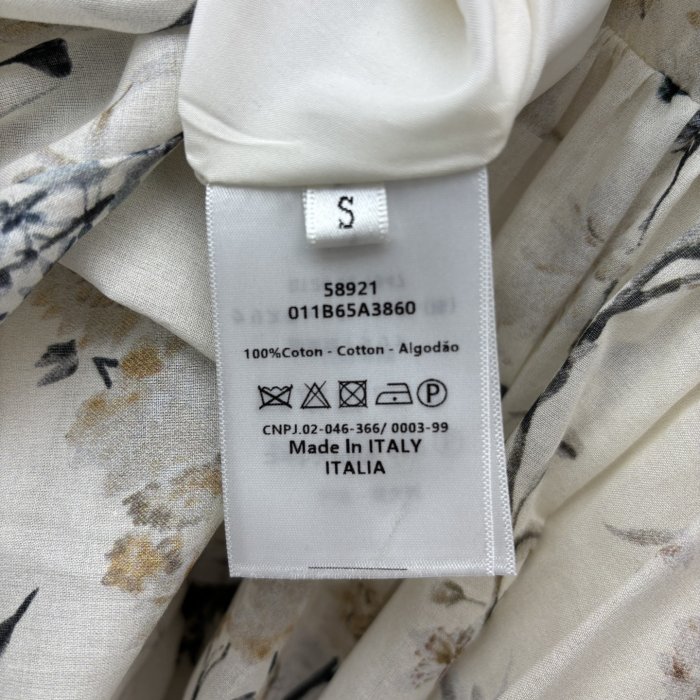 S
58921
011B65A3860
100%Coton - Cotton - Algodão
P
CNPJ.02-046-366/ 0003-99
Made In ITALY
ITALIA